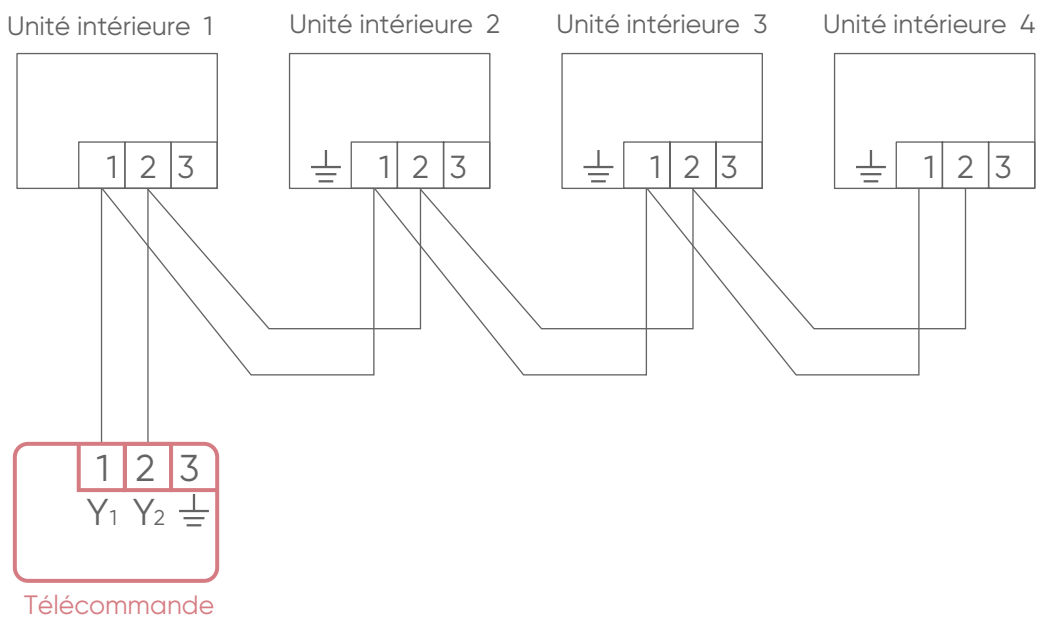 Unité intérieure 1 Unité intérieure 2 Unité intérieure 3 Unité intérieure 4
1 2 3 1 2 3 1 2 3 1 2 3
1 2 3
Y1 Y2
Télécommande